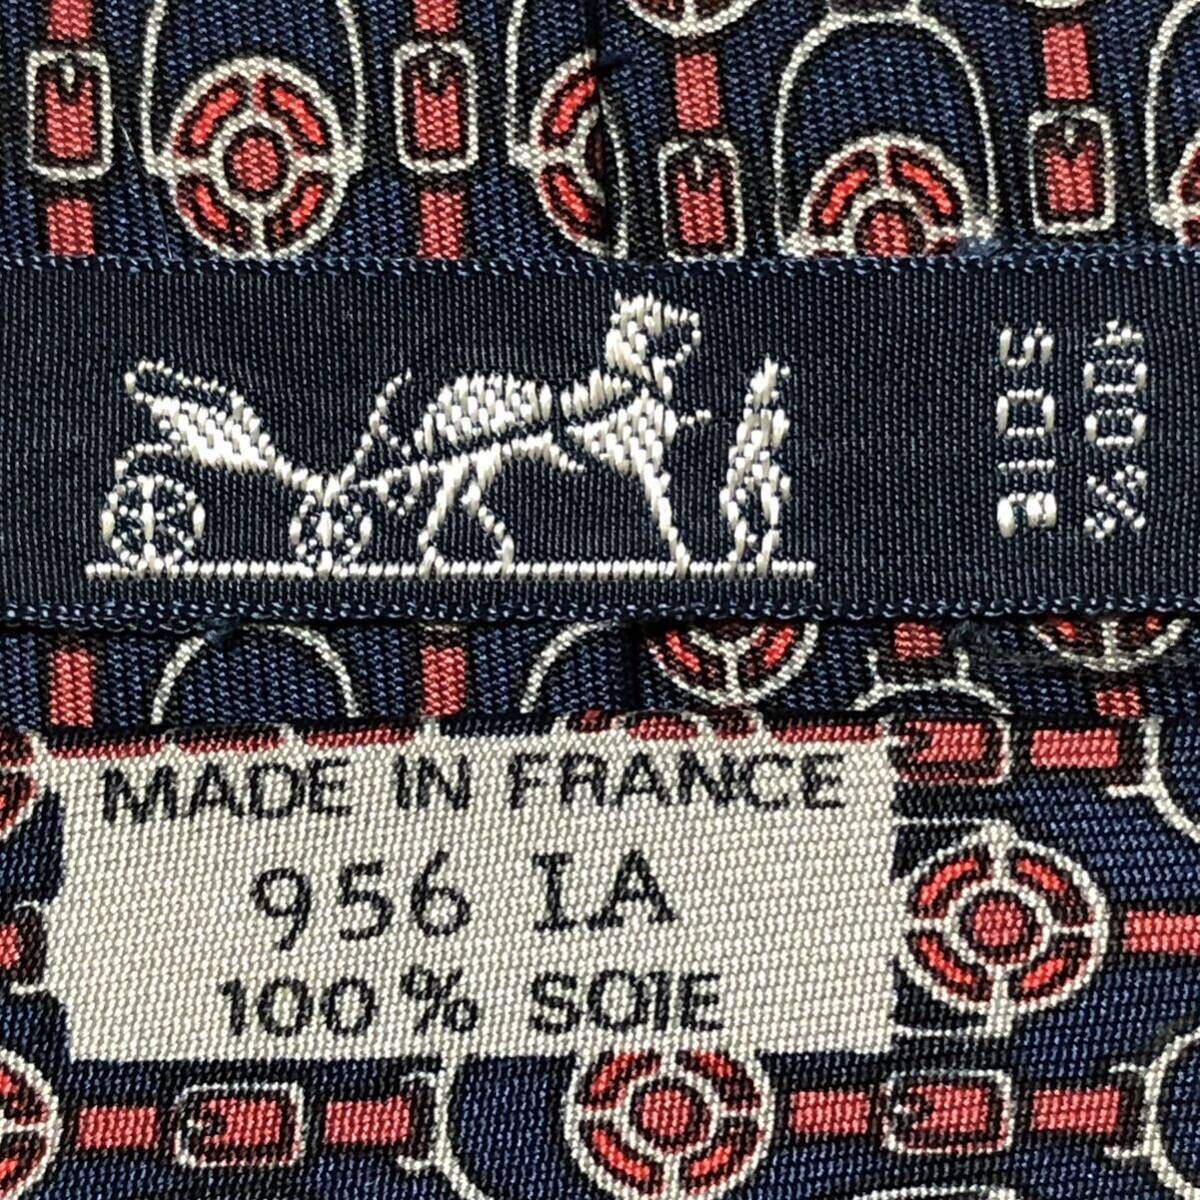 100%
SOIE
MADE IN FRANCE
956 IA
100% SOIE